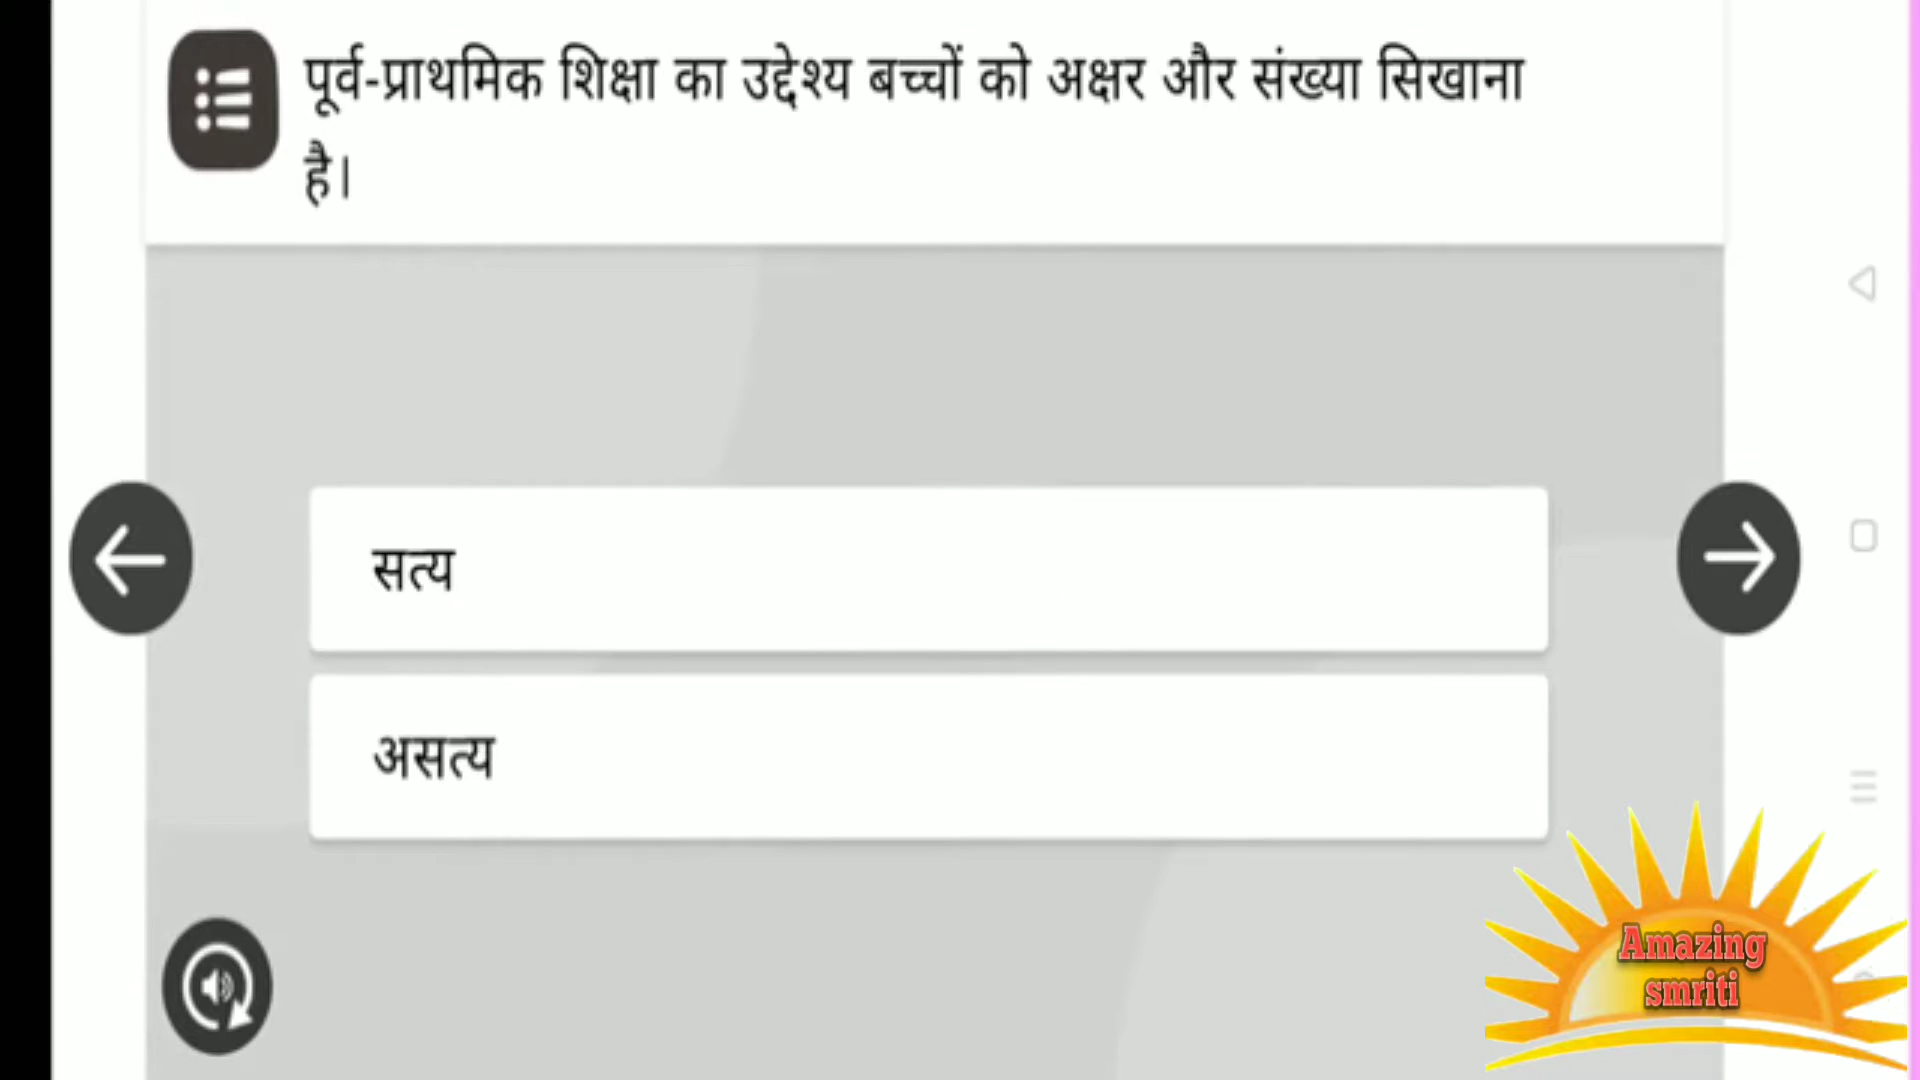 पूर्व-प्राथमिक शिक्षा का उद्देश्य बच्चों को अक्षर और संख्या सिखाना
है।
सत्य
असत्य
Amazing
smriti